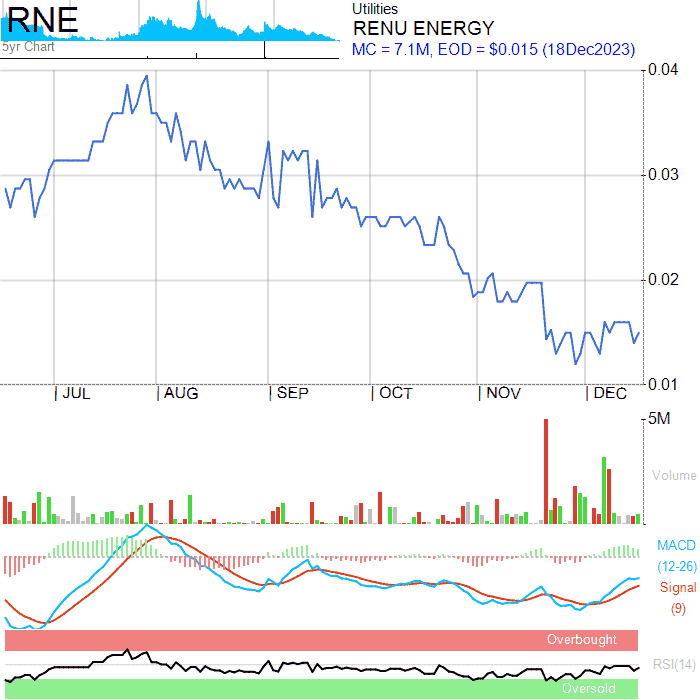 RNE
5yr Chart
Utilities
RENU ENERGY
MC = 7.1M, EOD = $0.015 (18Dec2023)
0.04
0.03
0.02
0.01
JUL AUG SEP OCT NOV DEC
5M
Volume
MACD
(12-26)
Signal
(9)
Overbought
RSI(14)
Oversold